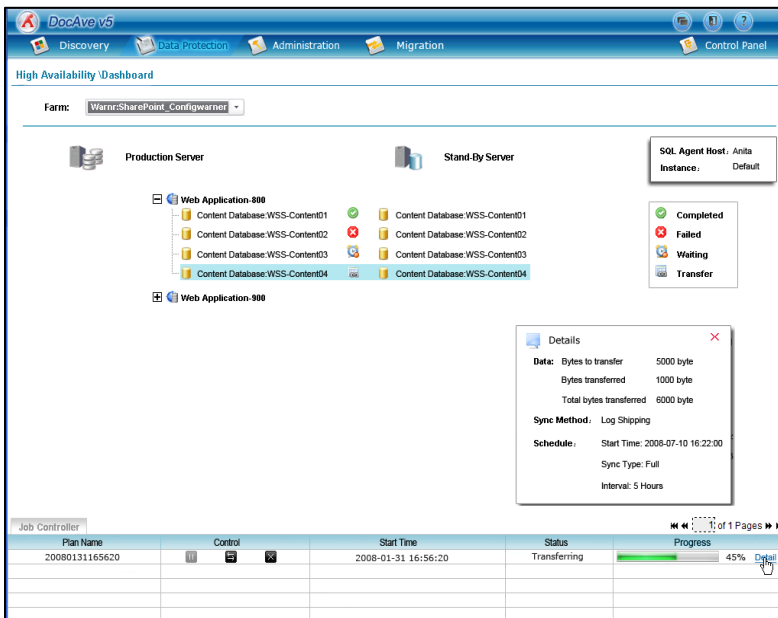 DocAve v5
Discovery Data Protection Administration Migration Control Panel
High Availability \Dashboard
Farm: Warnr:SharePoint_Configwarner
Production Server Stand-By Server
SQL Agent Host: Anita
Instance: Default
Web Application-800
Content Database:WSS-Content01 Content Database:WSS-Content01
Content Database:WSS-Content02 Content Database:WSS-Content02
Content Database:WSS-Content03 Content Database:WSS-Content03
Content Database:WSS-Content04 Content Database:WSS-Content04
Web Application-900
Completed
Failed
Waiting
Transfer
Details
Data: Bytes to transfer 5000 byte
Bytes transferred 1000 byte
Total bytes transferred 6000 byte
Sync Method: Log Shipping
Schedule: Start Time: 2008-07-10 16:22:00
Sync Type: Full
Interval: 5 Hours
Job Controller
1 of 1 Pages
Plan Name Control Start Time Status Progress
20080131165620 2008-01-31 16:56:20 Transferring 45% Detail